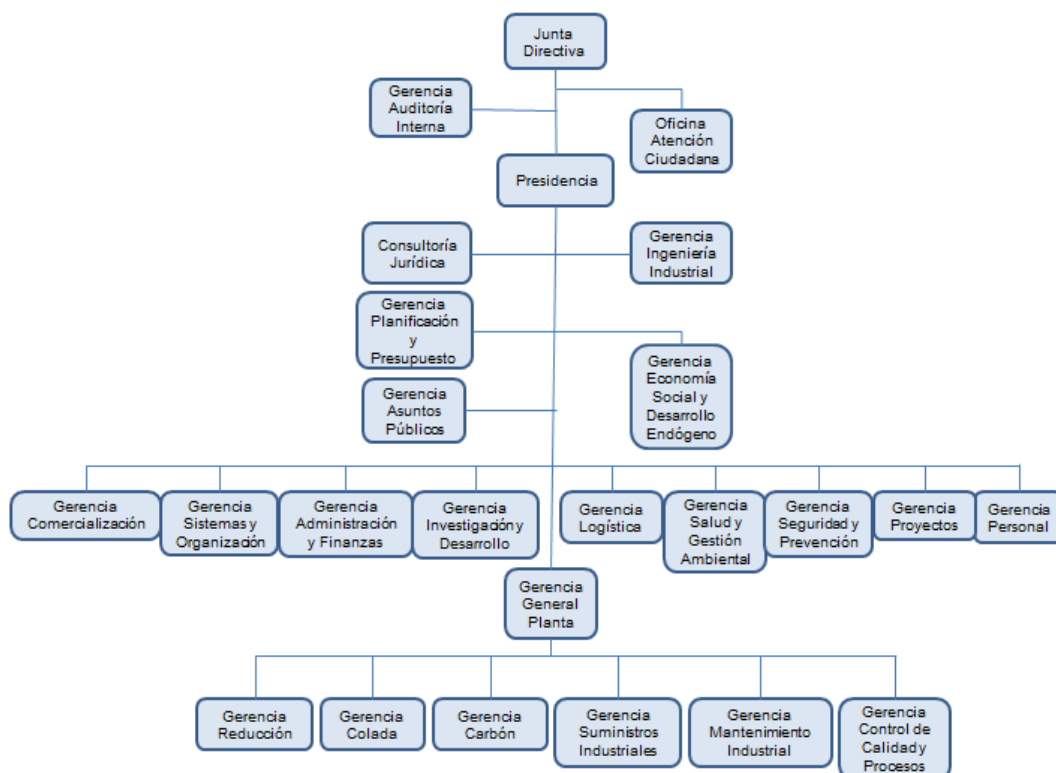 Junta
Directiva
Gerencia
Auditoría
Interna
Oficina
Atención
Ciudadana
Presidencia
Consultoría
Jurídica
Gerencia
Ingeniería
Industrial
Gerencia
Planificación
y
Presupuesto
Gerencia
Economía
Social y
Desarrollo
Endógeno
Gerencia
Asuntos
Públicos
Gerencia
Comercialización
Gerencia
Sistemas y
Organización
Gerencia
Administración
y Finanzas
Gerencia
Investigación y
Desarrollo
Gerencia
Logística
Gerencia
Salud y
Gestión
Ambiental
Gerencia
Seguridad y
Prevención
Gerencia
Proyectos
Gerencia
Personal
Gerencia
General
Planta
Gerencia
Reducción
Gerencia
Colada
Gerencia
Carbón
Gerencia
Suministros
Industriales
Gerencia
Mantenimiento
Industrial
Gerencia
Control de
Calidad y
Procesos